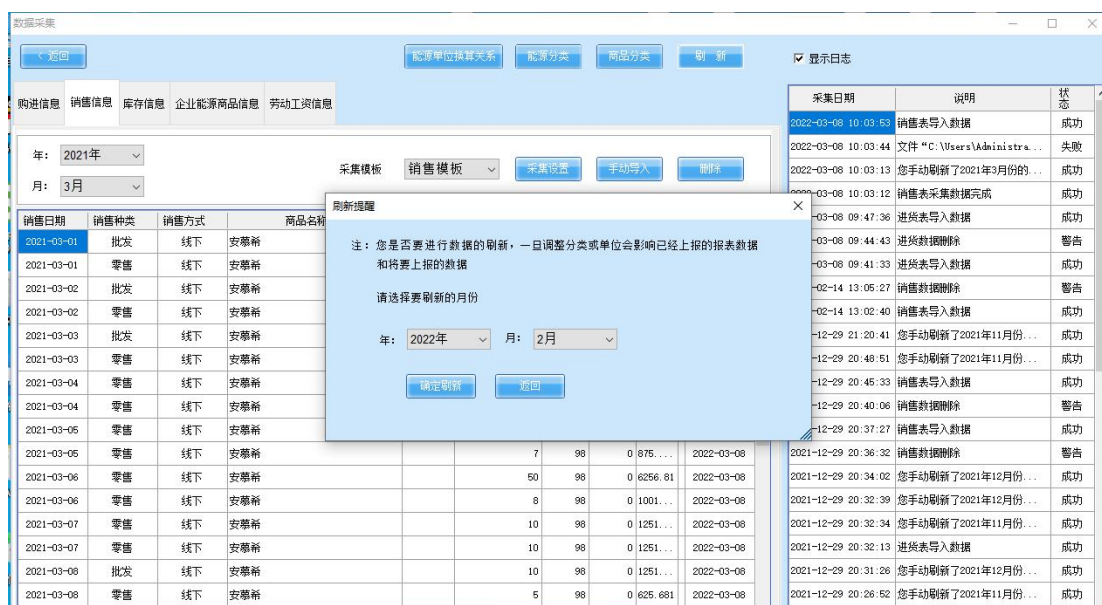 数据采集
< 返回 能源单位换算关系 能源分类 商品分类 刷 新 显示日志
购进信息 销售信息 库存信息 企业能源商品信息 劳动工资信息
年： 2021年
月： 3月
采集模板 销售模板 采集设置 手动导入 删除
销售日期 销售种类 销售方式 商品名称
2021-03-01 批发 线下 安慕希
2021-03-01 零售 线下 安慕希
2021-03-02 批发 线下 安慕希
2021-03-02 零售 线下 安慕希
2021-03-03 批发 线下 安慕希
2021-03-03 零售 线下 安慕希
2021-03-04 零售 线下 安慕希
2021-03-04 零售 线下 安慕希
2021-03-05 批发 线下 安慕希
2021-03-05 零售 线下 安慕希 7 98 0 875.... 2022-03-08
2021-03-06 批发 线下 安慕希 50 98 0 6256.81 2022-03-08
2021-03-06 零售 线下 安慕希 8 98 0 1001... 2022-03-08
2021-03-07 零售 线下 安慕希 10 98 0 1251... 2022-03-08
2021-03-07 零售 线下 安慕希 10 98 0 1251... 2022-03-08
2021-03-08 批发 线下 安慕希 10 98 0 1251... 2022-03-08
2021-03-08 零售 线下 安慕希 5 98 0 625.681 2022-03-08
刷新提醒
注：您是否要进行数据的刷新，一旦调整分类或单位会影响已经上报的报表数据
和将要上报的数据
请选择要刷新的月份
年： 2022年 月： 2月
确定刷新 返回
采集日期 说明 状态
2022-03-08 10:03:53 销售表导入数据 成功
2022-03-08 10:03:44 文件“C:\Users\Administra... 失败
2022-03-08 10:03:13 您手动刷新了2021年3月份的... 成功
-03-08 10:03:12 销售表采集数据完成 成功
-03-08 09:47:36 进货表导入数据 成功
-03-08 09:44:43 进货数据删除 警告
-03-08 09:41:33 进货表导入数据 成功
-02-14 13:05:27 销售数据删除 警告
-02-14 13:02:40 销售表导入数据 成功
-12-29 21:20:41 您手动刷新了2021年11月份... 成功
-12-29 20:48:51 您手动刷新了2021年11月份... 成功
-12-29 20:45:33 销售表导入数据 成功
-12-29 20:40:06 销售数据删除 警告
-12-29 20:37:27 销售表导入数据 成功
2021-12-29 20:36:32 销售数据删除 警告
2021-12-29 20:34:02 您手动刷新了2021年12月份... 成功
2021-12-29 20:32:39 您手动刷新了2021年12月份... 成功
2021-12-29 20:32:34 您手动刷新了2021年11月份... 成功
2021-12-29 20:32:13 进货表导入数据 成功
2021-12-29 20:31:26 您手动刷新了2021年12月份... 成功
2021-12-29 20:26:52 您手动刷新了2021年11月份... 成功